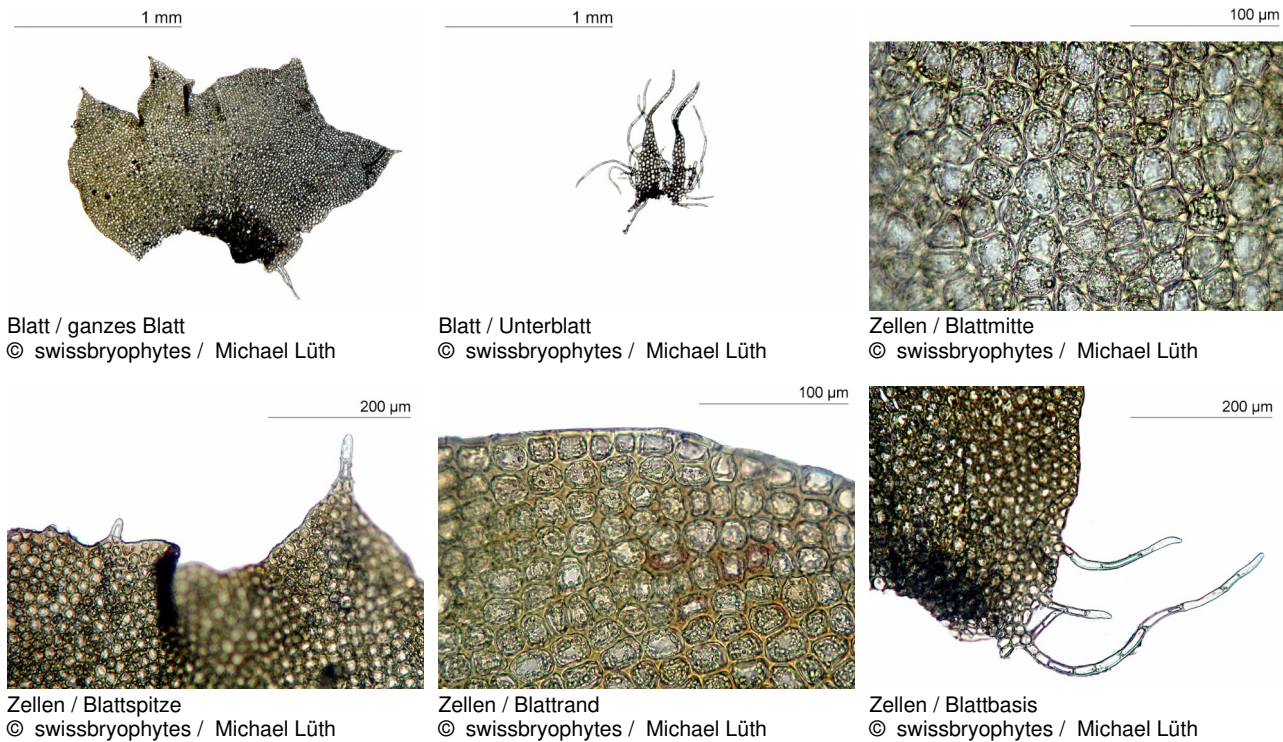 1 mm
1 mm
100 µm
Blatt / ganzes Blatt
© swissbryophytes / Michael Lüth
Blatt / Unterblatt
© swissbryophytes / Michael Lüth
Zellen / Blattmitte
© swissbryophytes / Michael Lüth
200 µm
100 µm
200 µm
Zellen / Blattspitze
© swissbryophytes / Michael Lüth
Zellen / Blattrand
© swissbryophytes / Michael Lüth
Zellen / Blattbasis
© swissbryophytes / Michael Lüth